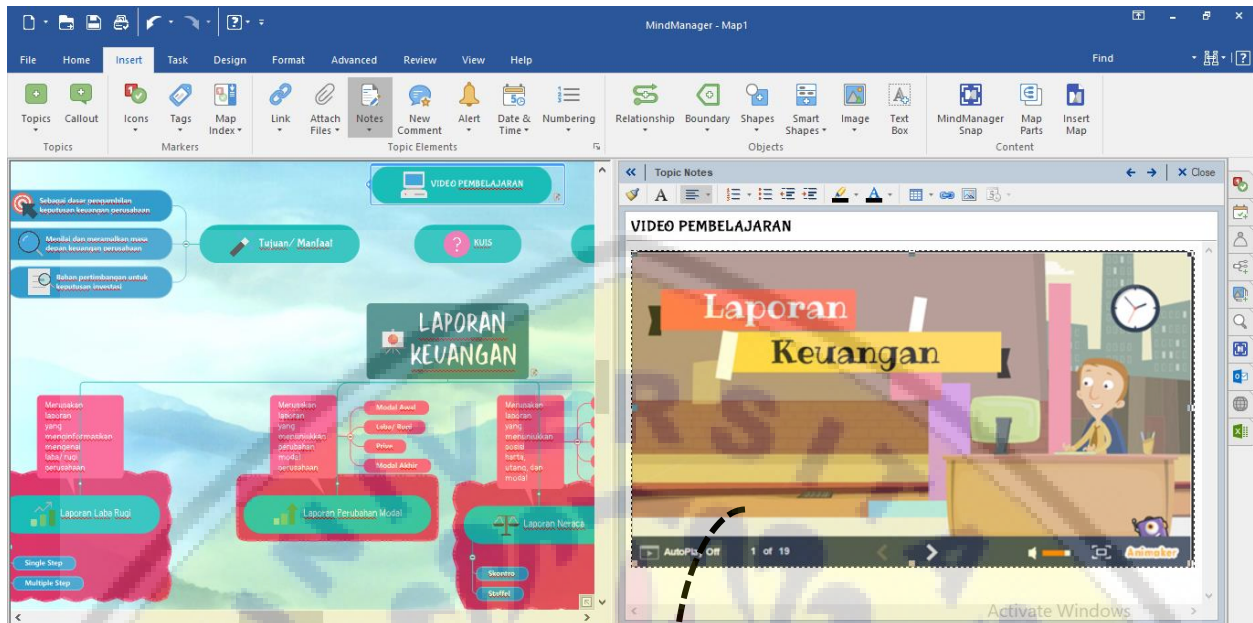 MindManager - Map1
File Home Insert Task Design Format Advanced Review View Help Find
Topics Callout Icons Tags Map Index Link Attach Files Notes New Comment Alert Date & Time Numbering Relationship Boundary Shapes Smart Shapes Image Text Box MindManager Snap Map Parts Insert Map
Topics Markers Topic Elements Objects Content
VIDEO PEMBELAJARAN
Sebagai dasar pengambilan
keputusan keuangan perusahaan
Menilai dan meramalkan masa
depan keuangan perusahaan
Bahan pertimbangan untuk
keputusan investasi
Tujuan/ Manfaat
KUIS
LAPORAN
KEUANGAN
Merupakan
laporan
yang
menginformasikan
mengenai
laba/ rugi
perusahaan
Laporan Laba Rugi
Single Step
Multiple Step
Merupakan
laporan
yang
menunjukkan
perubahan
modal
perusahaan
Modal Awal
Laba/ Rugi
Prive
Modal Akhir
Laporan Perubahan Modal
Merupakan
laporan
yang
menunjukkan
posisi
harta,
utang, dan
modal
Laporan Neraca
Skontro
Staffel
Topic Notes Close
VIDEO PEMBELAJARAN
Laporan
Keuangan
AutoPlay Off 1 of 19 Animaker
Activate Windows